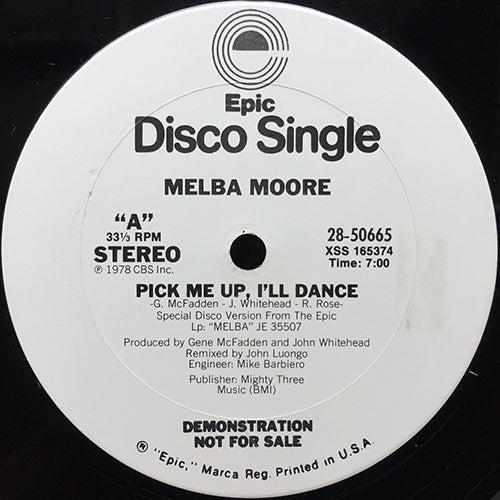 Epic
Disco Single
MELBA MOORE
"A"
33⅓ RPM
STEREO
℗ 1978 CBS Inc.
28-50665
XSS 165374
Time: 7:00
PICK ME UP, I'LL DANCE
-G. McFadden - J. Whitehead - R. Rose-
Special Disco Version From The Epic
Lp: "MELBA" JE 35507
Produced by Gene McFadden and John Whitehead
Remixed by John Luongo
Engineer: Mike Barbiero
Publisher: Mighty Three
Music (BMI)
DEMONSTRATION
NOT FOR SALE
® "Epic," Marca Reg. Printed in U.S.A.